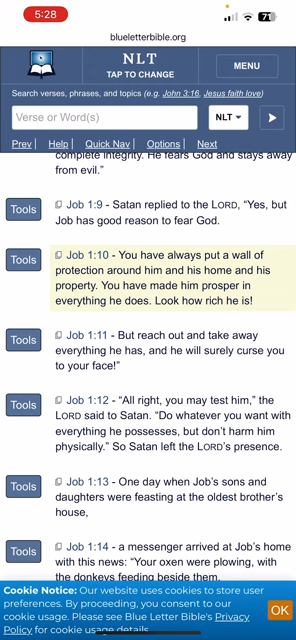 5:28
71
blueletterbible.org
NLT
TAP TO CHANGE
MENU
Search verses, phrases, and topics (e.g. John 3:16, Jesus faith love)
Verse or Word(s)
NLT
Prev | Help | Quick Nav | Options | Next
complete integrity. He fears God and stays away
from evil.”
Tools
Job 1:9 - Satan replied to the LORD, “Yes, but
Job has good reason to fear God.
Tools
Job 1:10 - You have always put a wall of
protection around him and his home and his
property. You have made him prosper in
everything he does. Look how rich he is!
Tools
Job 1:11 - But reach out and take away
everything he has, and he will surely curse you
to your face!”
Tools
Job 1:12 - “All right, you may test him,” the
LORD said to Satan. “Do whatever you want with
everything he possesses, but don’t harm him
physically.” So Satan left the LORD’s presence.
Tools
Job 1:13 - One day when Job’s sons and
daughters were feasting at the oldest brother’s
house,
Tools
Job 1:14 - a messenger arrived at Job’s home
with this news: “Your oxen were plowing, with
the donkeys feeding beside them,
Cookie Notice: Our website uses cookies to store user
preferences. By proceeding, you consent to our
cookie usage. Please see Blue Letter Bible's Privacy
Policy for cookie usage details.
OK